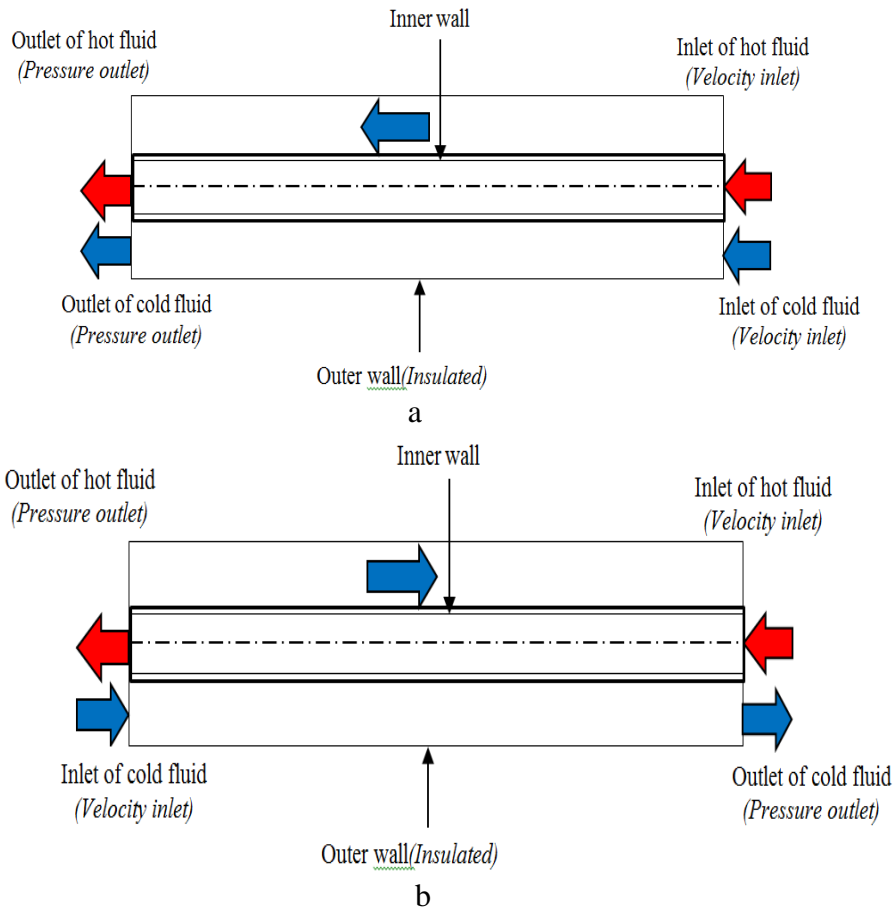 Inner wall
Outlet of hot fluid
(Pressure outlet)
Inlet of hot fluid
(Velocity inlet)
Outlet of cold fluid
(Pressure outlet)
Inlet of cold fluid
(Velocity inlet)
Outer wall(Insulated)
a
Inner wall
Outlet of hot fluid
(Pressure outlet)
Inlet of hot fluid
(Velocity inlet)
Inlet of cold fluid
(Velocity inlet)
Outlet of cold fluid
(Pressure outlet)
Outer wall(Insulated)
b